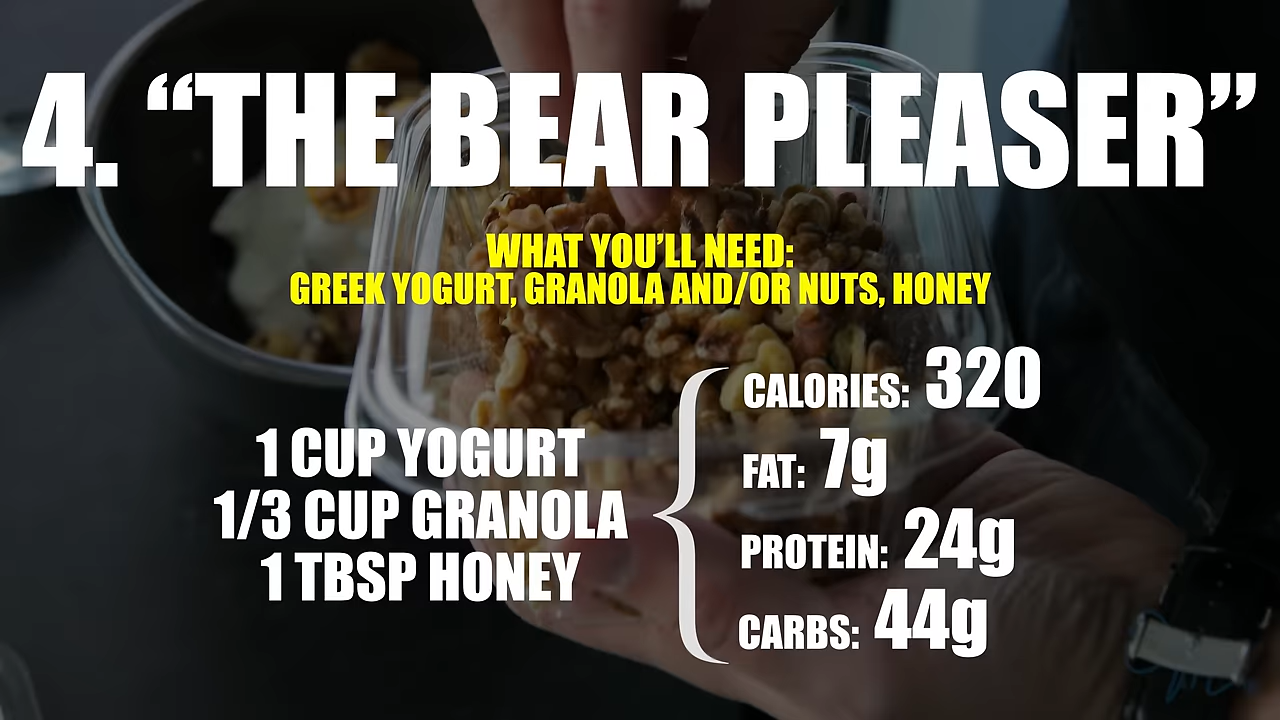 4. “THE BEAR PLEASER”
WHAT YOU’LL NEED:
GREEK YOGURT, GRANOLA AND/OR NUTS, HONEY
1 CUP YOGURT
1/3 CUP GRANOLA
1 TBSP HONEY
CALORIES: 320
FAT: 7g
PROTEIN: 24g
CARBS: 44g